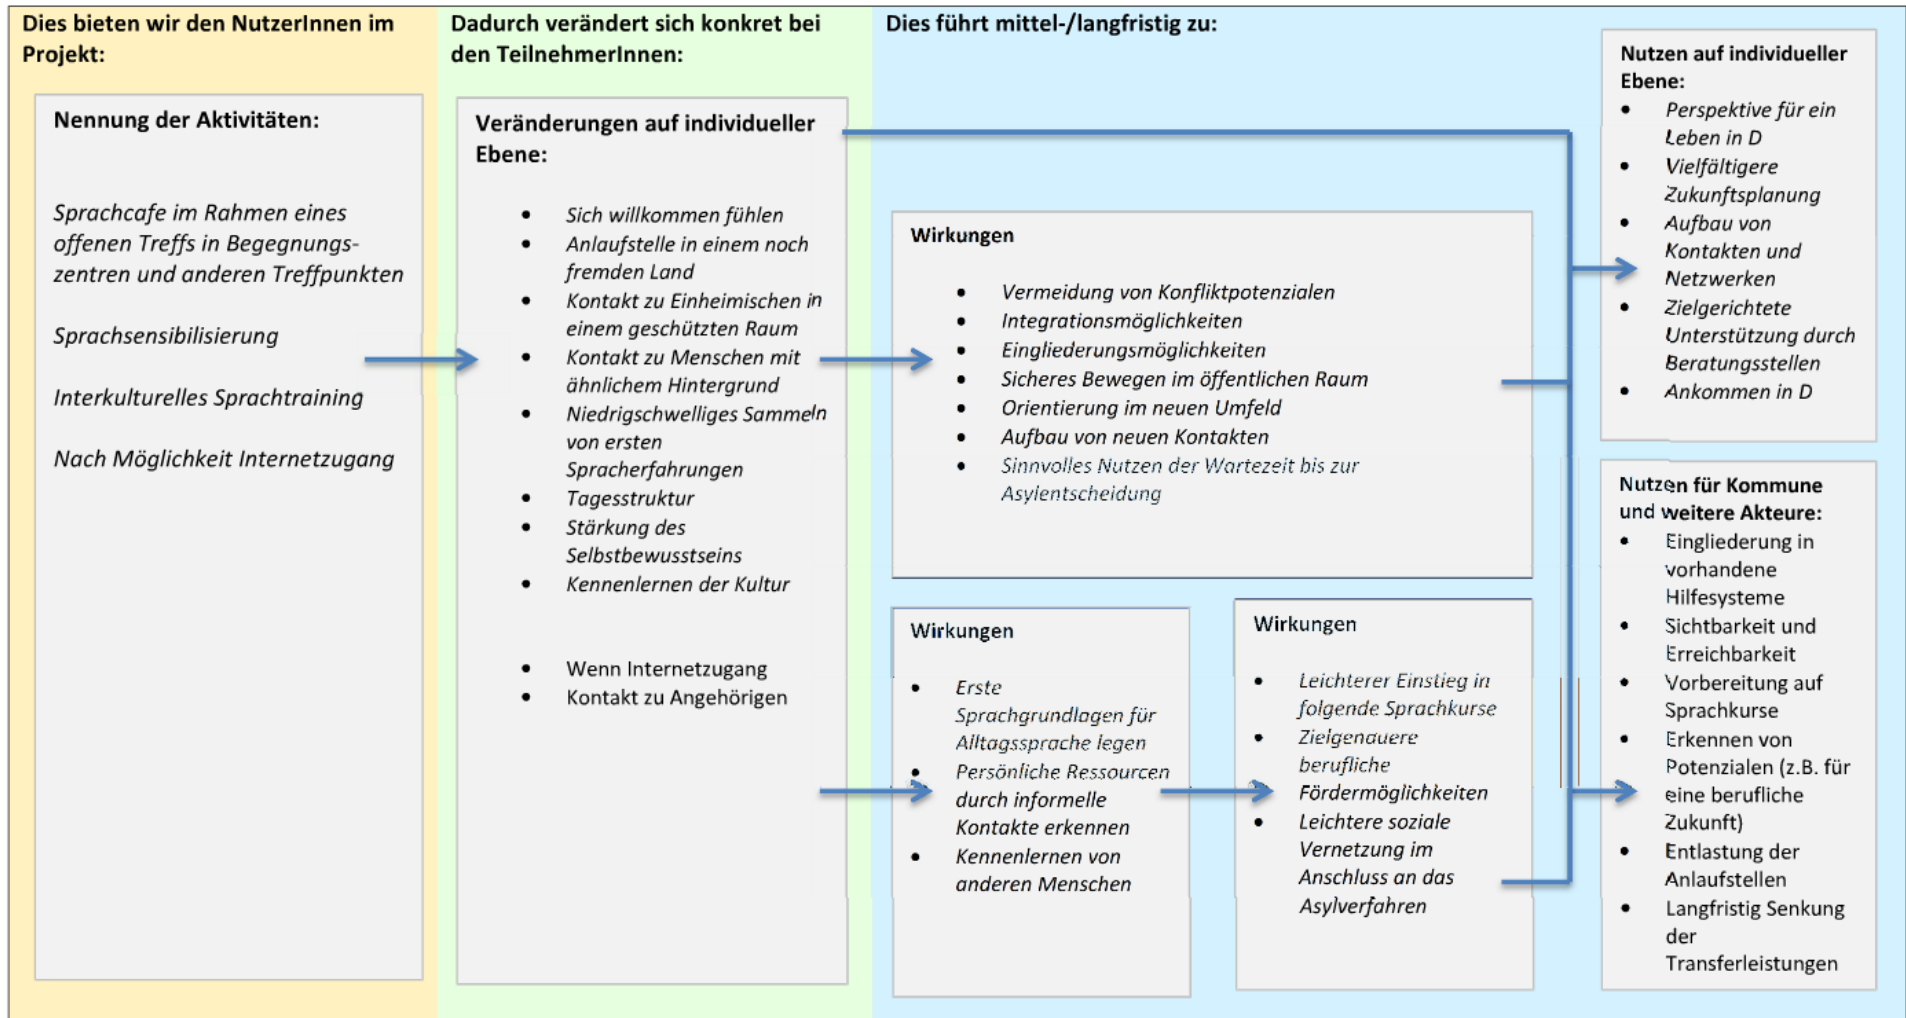 Dies bieten wir den NutzerInnen im
Projekt:
Nennung der Aktivitäten:
Sprachcafe im Rahmen eines
offenen Treffs in Begegnungs-
zentren und anderen Treffpunkten
Sprachsensibilisierung
Interkulturelles Sprachtraining
Nach Möglichkeit Internetzugang
Dadurch verändert sich konkret bei
den TeilnehmerInnen:
Veränderungen auf individueller
Ebene:
• Sich willkommen fühlen
• Anlaufstelle in einem noch
fremden Land
• Kontakt zu Einheimischen in
einem geschützten Raum
• Kontakt zu Menschen mit
ähnlichem Hintergrund
• Niedrigschwelliges Sammeln
von ersten
Spracherfahrungen
• Tagesstruktur
• Stärkung des
Selbstbewusstseins
• Kennenlernen der Kultur
• Wenn Internetzugang
• Kontakt zu Angehörigen
Dies führt mittel-/langfristig zu:
Wirkungen
• Vermeidung von Konfliktpotenzialen
• Integrationsmöglichkeiten
• Eingliederungsmöglichkeiten
• Sicheres Bewegen im öffentlichen Raum
• Orientierung im neuen Umfeld
• Aufbau von neuen Kontakten
• Sinnvolles Nutzen der Wartezeit bis zur
Asylentscheidung
Wirkungen
• Erste
Sprachgrundlagen für
Alltagssprache legen
• Persönliche Ressourcen
durch informelle
Kontakte erkennen
• Kennenlernen von
anderen Menschen
Wirkungen
• Leichterer Einstieg in
folgende Sprachkurse
• Zielgenauere
berufliche
Fördermöglichkeiten
• Leichtere soziale
Vernetzung im
Anschluss an das
Asylverfahren
Nutzen auf individueller
Ebene:
• Perspektive für ein
Leben in D
• Vielfältigere
Zukunftsplanung
• Aufbau von
Kontakten und
Netzwerken
• Zielgerichtete
Unterstützung durch
Beratungsstellen
• Ankommen in D
Nutzen für Kommune
und weitere Akteure:
• Eingliederung in
vorhandene
Hilfesysteme
• Sichtbarkeit und
Erreichbarkeit
• Vorbereitung auf
Sprachkurse
• Erkennen von
Potenzialen (z.B. für
eine berufliche
Zukunft)
• Entlastung der
Anlaufstellen
• Langfristig Senkung
der
Transferleistungen